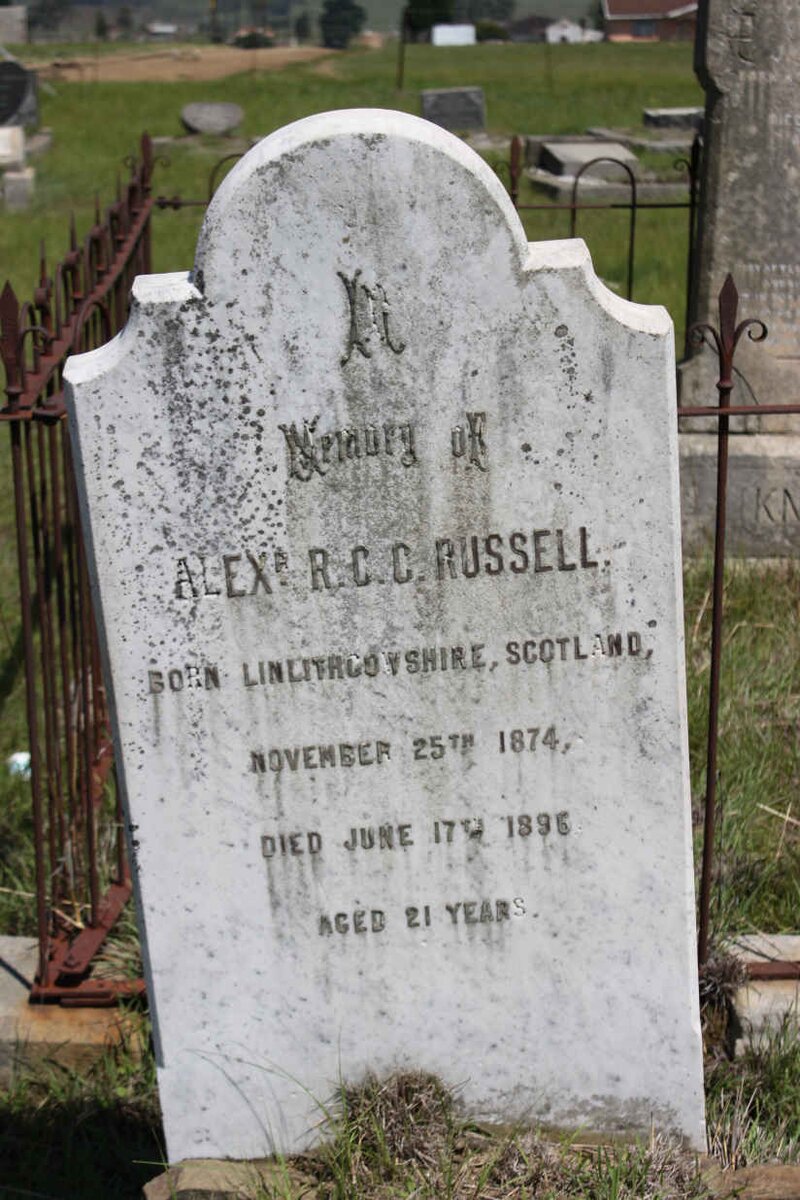 In
Memory of
ALEXR. R.C.C. RUSSELL.
BORN LINLITHGOWSHIRE, SCOTLAND,
NOVEMBER 25TH 1874,
DIED JUNE 17TH 1896
AGED 21 YEARS.